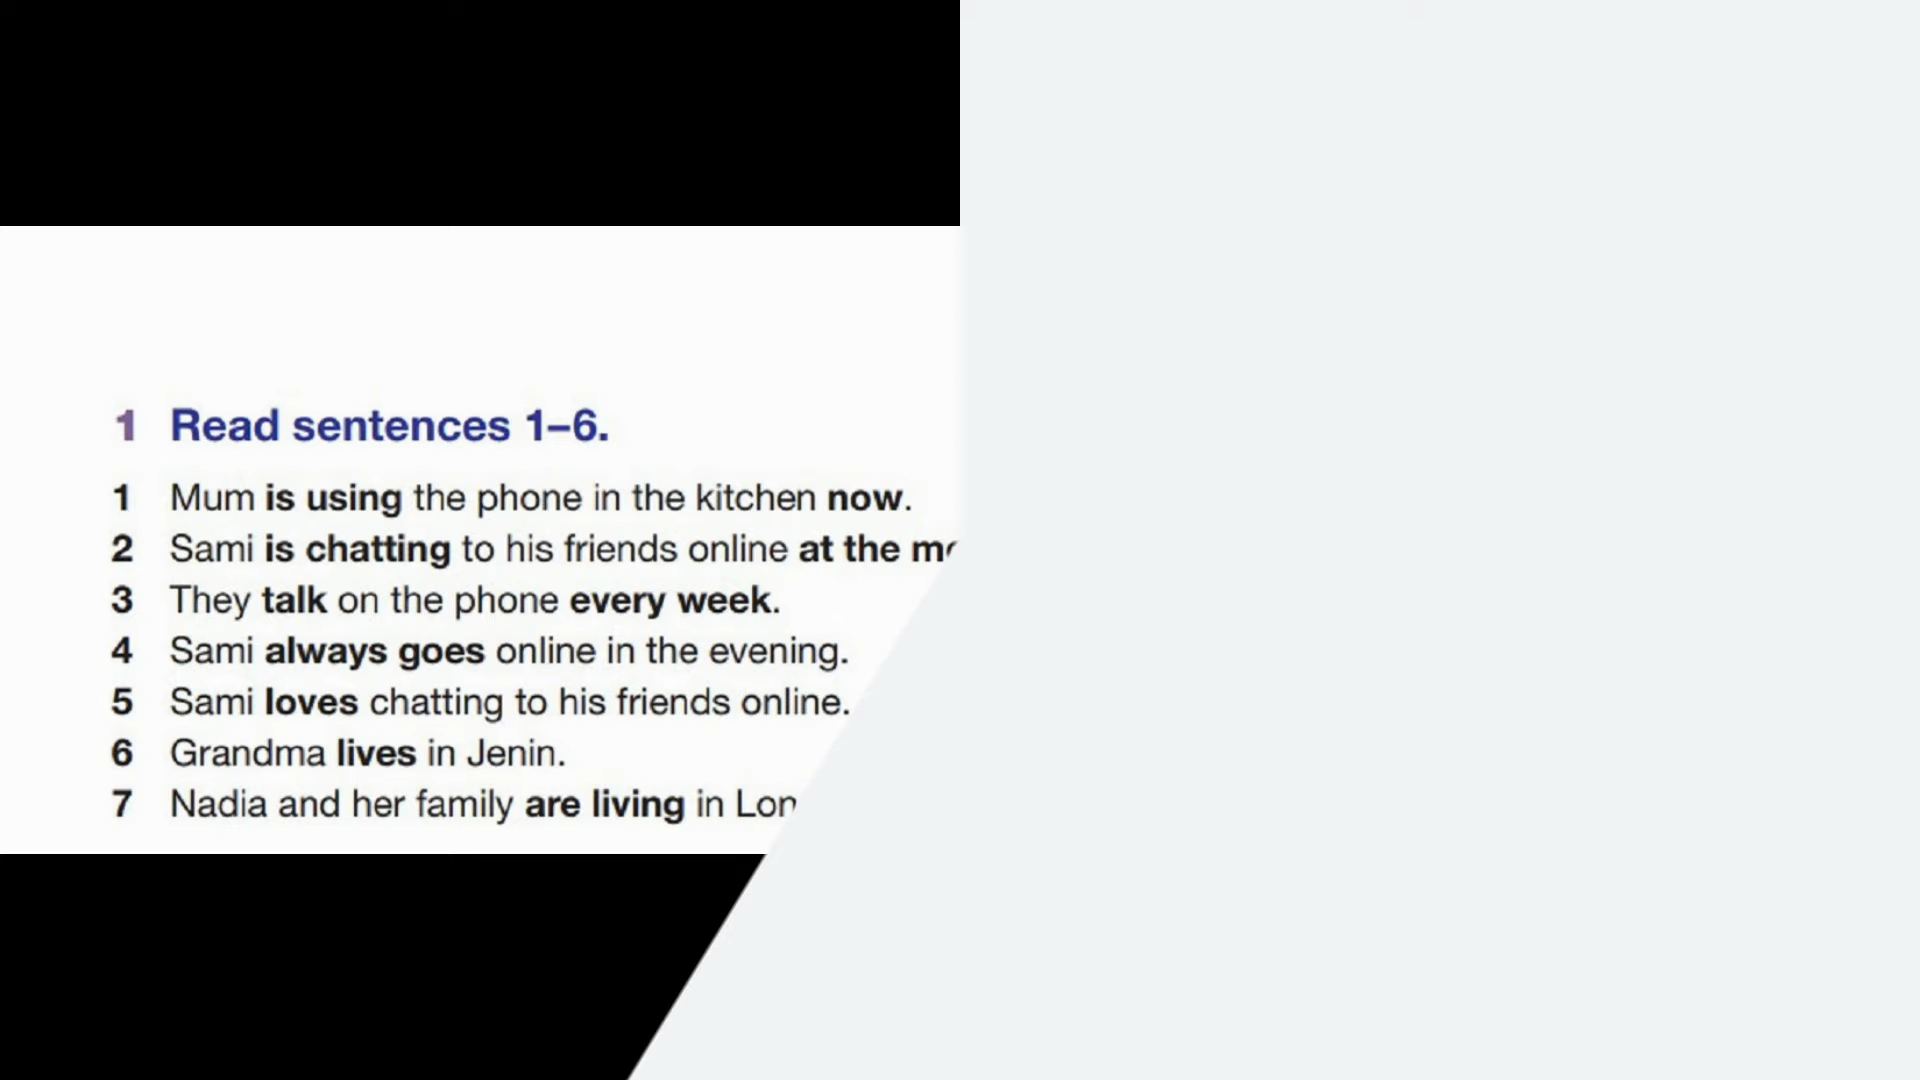 1 Read sentences 1–6.
1 Mum is using the phone in the kitchen now.
2 Sami is chatting to his friends online at the
3 They talk on the phone every week.
4 Sami always goes online in the evening.
5 Sami loves chatting to his friends online.
6 Grandma lives in Jenin.
7 Nadia and her family are living in